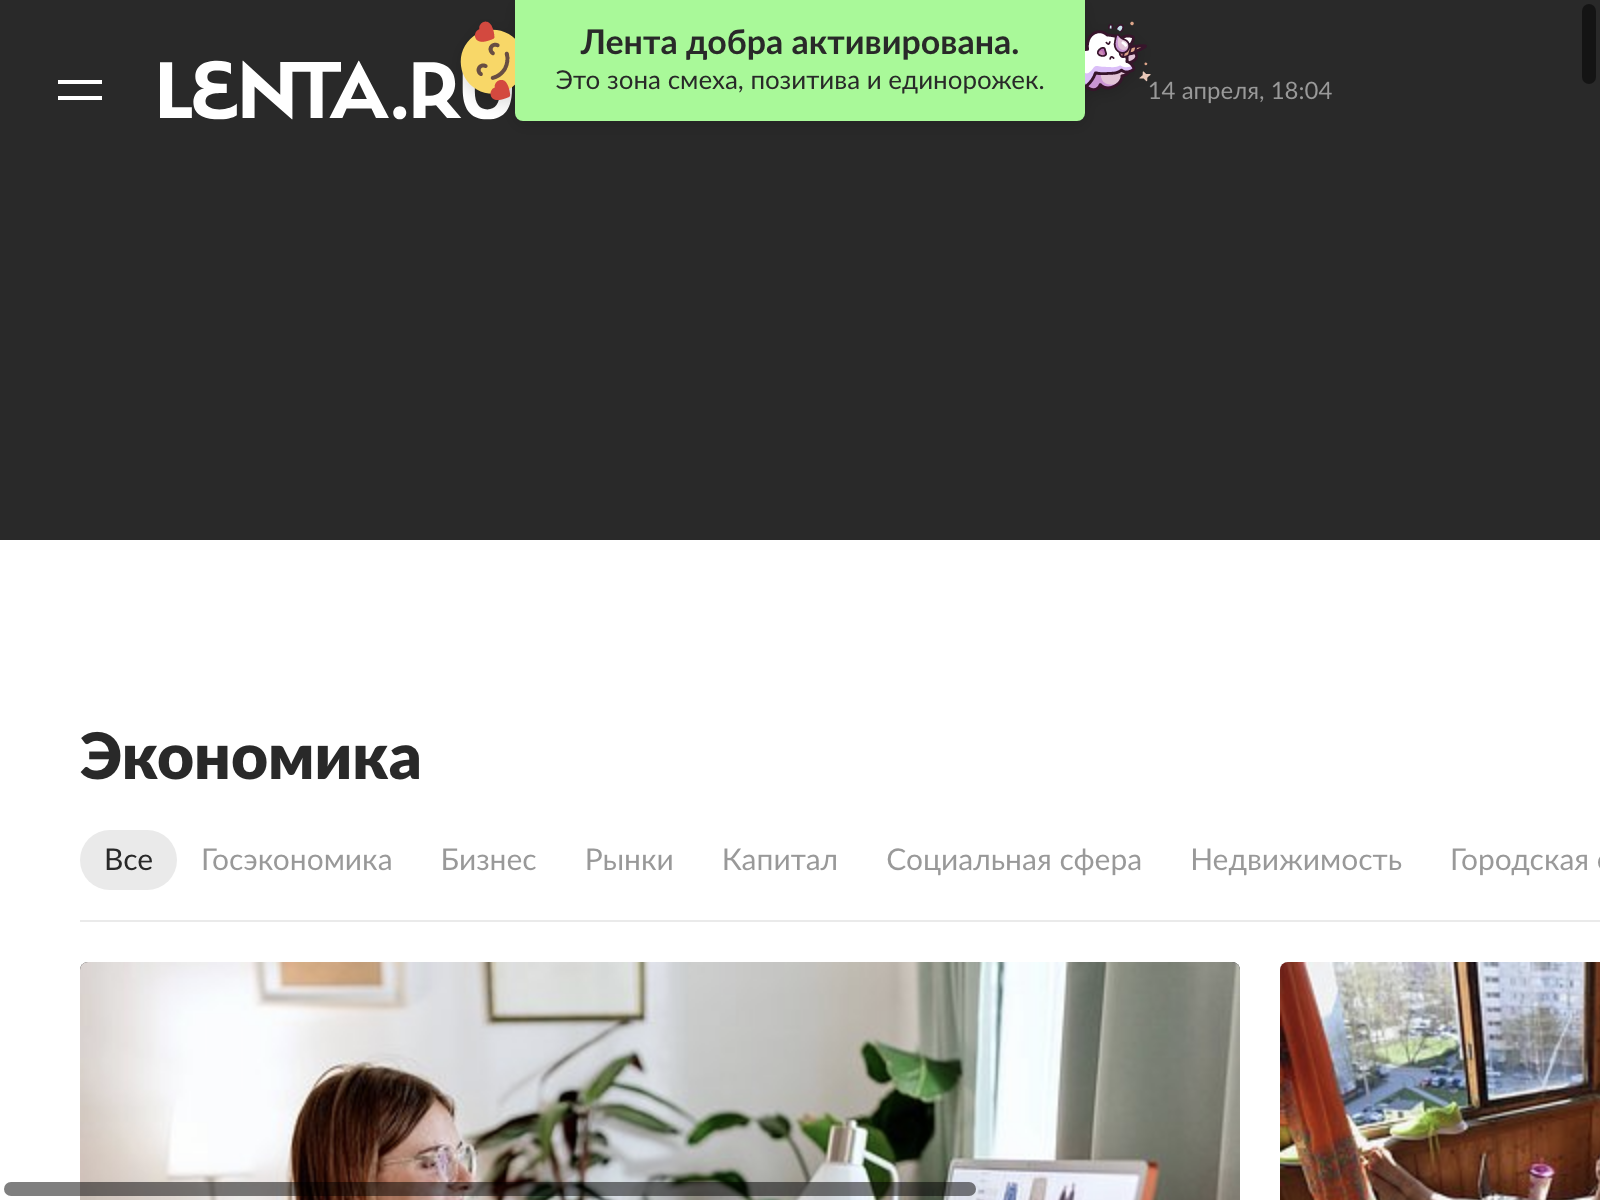 LENTA.RU
Лента добра активирована.
Это зона смеха, позитива и единорожек.
14 апреля, 18:04
Экономика
Все Госэкономика Бизнес Рынки Капитал Социальная сфера Недвижимость Городская